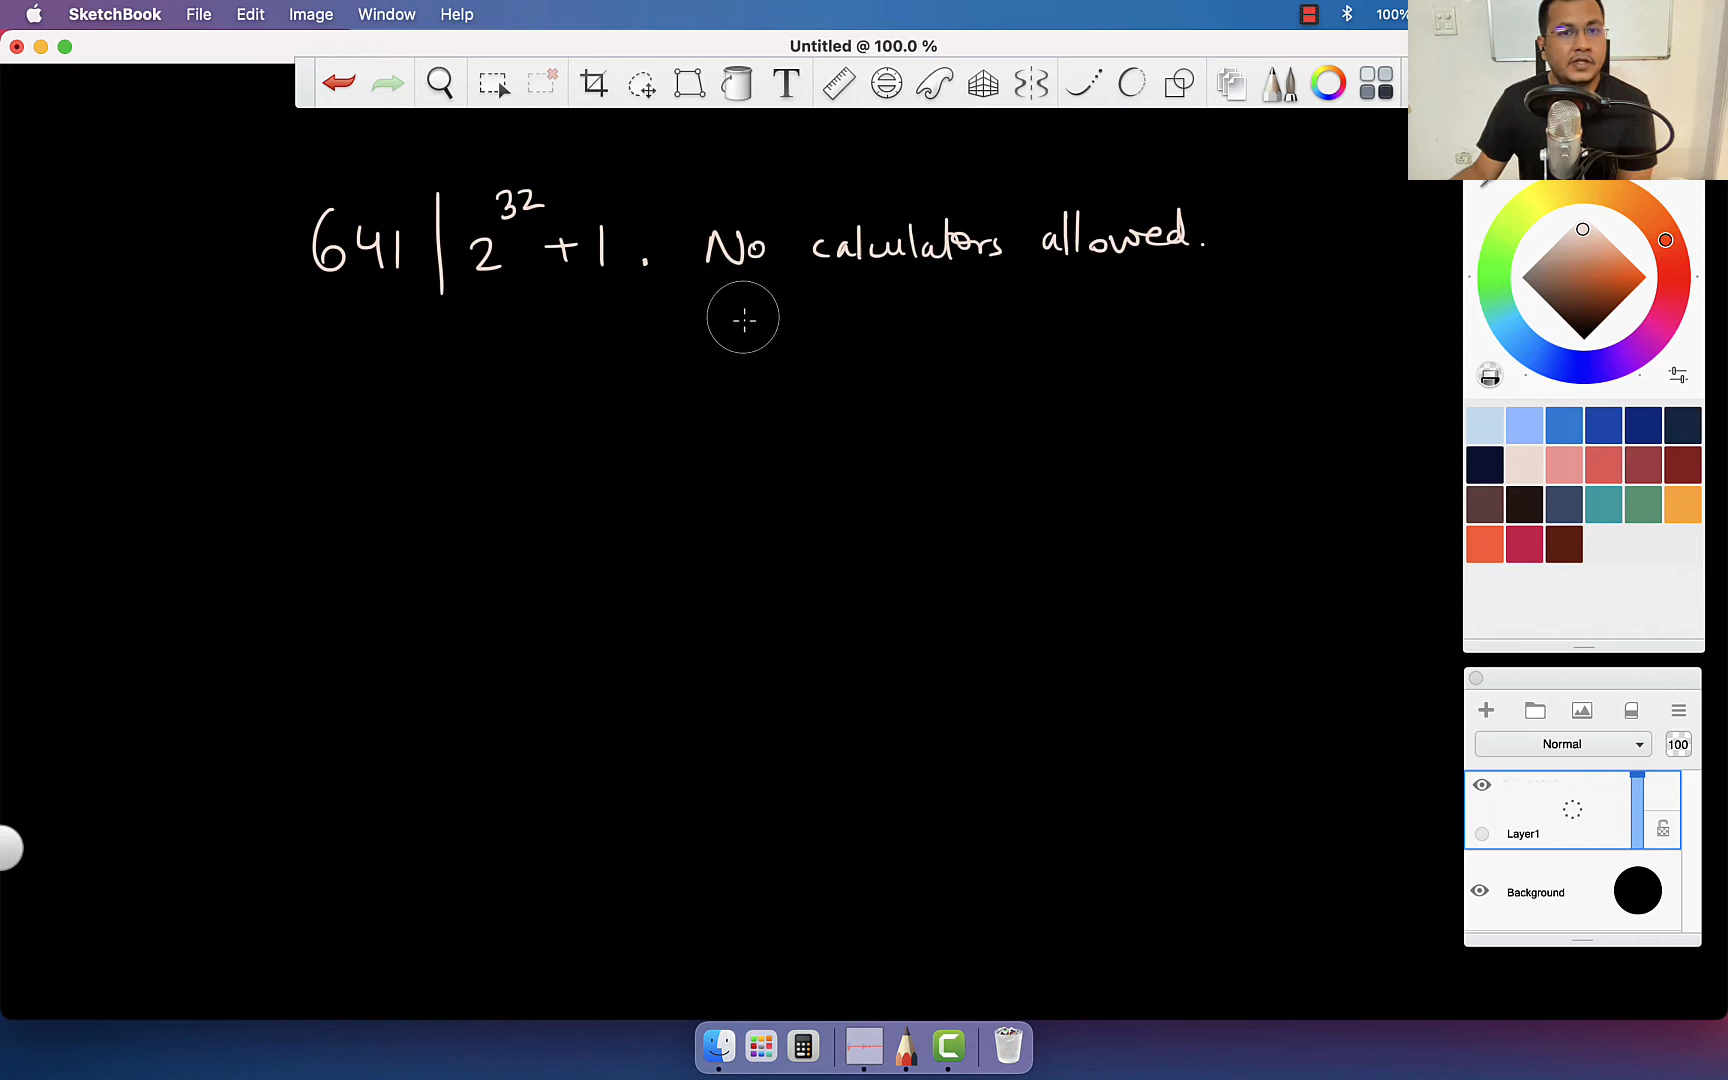 SketchBook File Edit Image Window Help 100%
Untitled @ 100.0 %
T
641 | 2^32 + 1 . No calculators allowed.
Normal 100
Layer1
Background